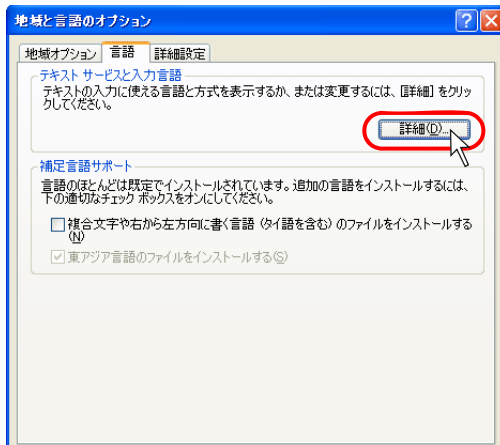 地域と言語のオプション
地域オプション 言語 詳細設定
テキスト サービスと入力言語
テキストの入力に使える言語と方式を表示するか、または変更するには、[詳細] をクリッ
クしてください。
詳細(D)...
補足言語サポート
言語のほとんどは既定でインストールされています。追加の言語をインストールするには、
下の適切なチェック ボックスをオンにしてください。
複合文字や右から左方向に書く言語 (タイ語を含む) のファイルをインストールする
(N)
東アジア言語のファイルをインストールする(S)